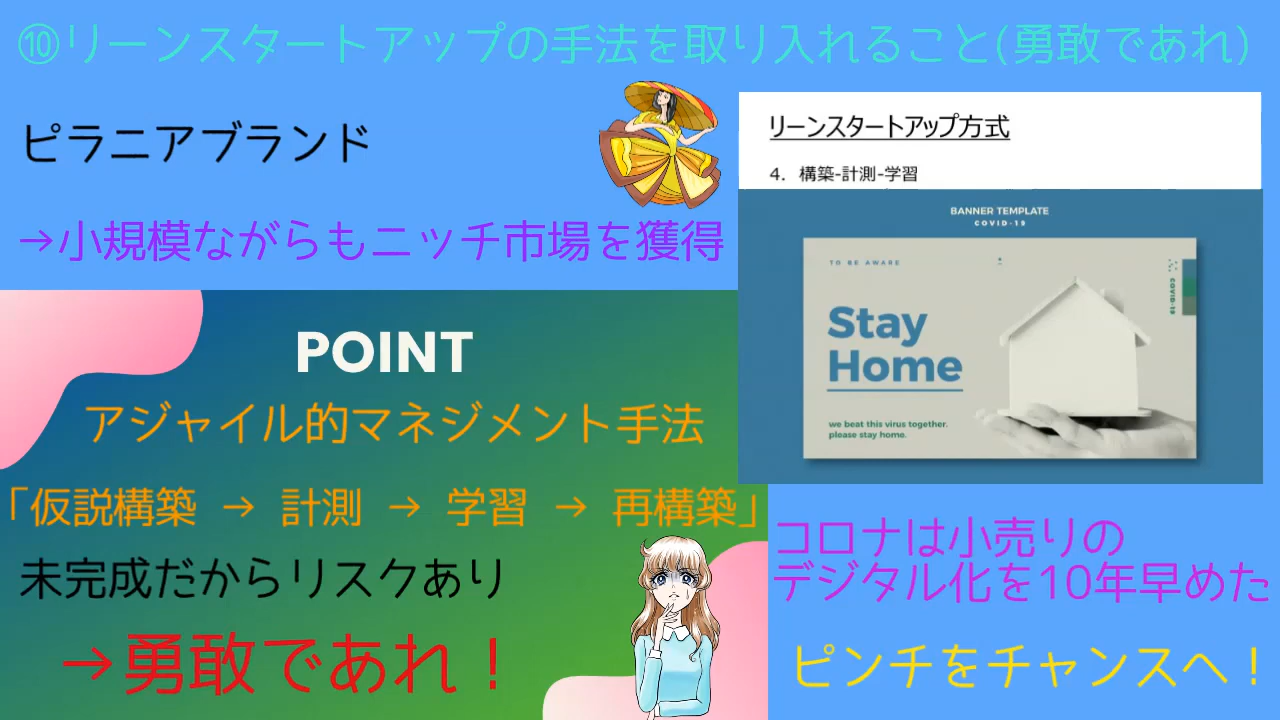 ⑩リーンスタートアップの手法を取り入れること(勇敢であれ)
ピラニアブランド
→小規模ながらもニッチ市場を獲得
リーンスタートアップ方式
4. 構築-計測-学習
BANNER TEMPLATE
COVID-19
TO BE AWARE
COVID-19
Stay
Home
we beat this virus together.
please stay home.
POINT
アジャイル的マネジメント手法
「仮説構築 → 計測 → 学習 → 再構築」
未完成だからリスクあり
→勇敢であれ！
コロナは小売りの
デジタル化を10年早めた
ピンチをチャンスへ！